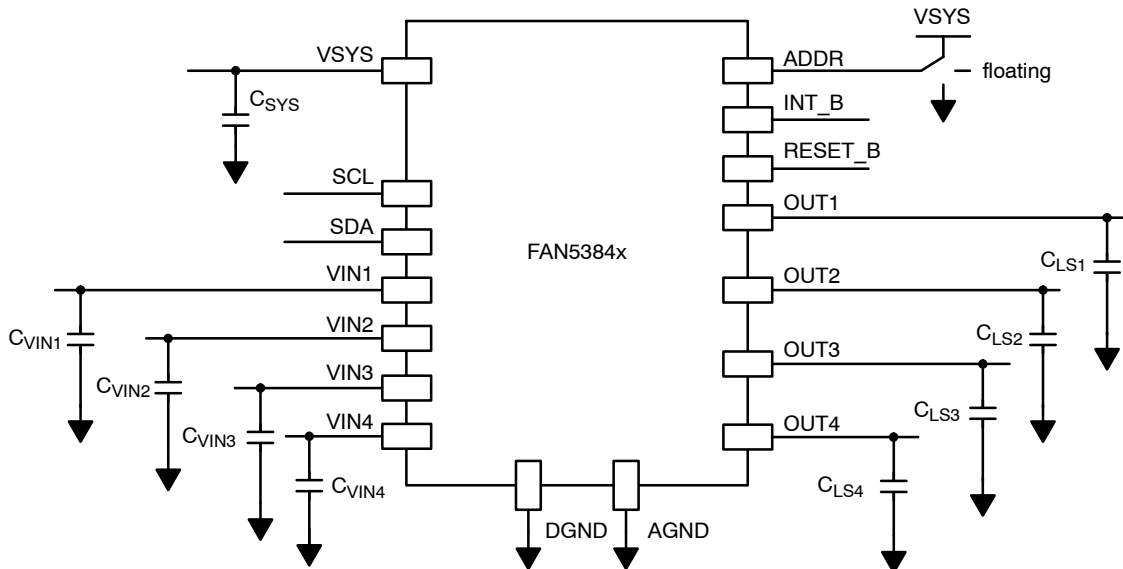 VSYS
VSYS
ADDR
floating
CSYS
INT_B
RESET_B
SCL
OUT1
SDA
FAN5384x
VIN1
OUT2
CLS1
CVIN1
VIN2
CLS2
CVIN2
VIN3
OUT3
CLS3
CVIN3
VIN4
OUT4
CVIN4
CLS4
DGND
AGND